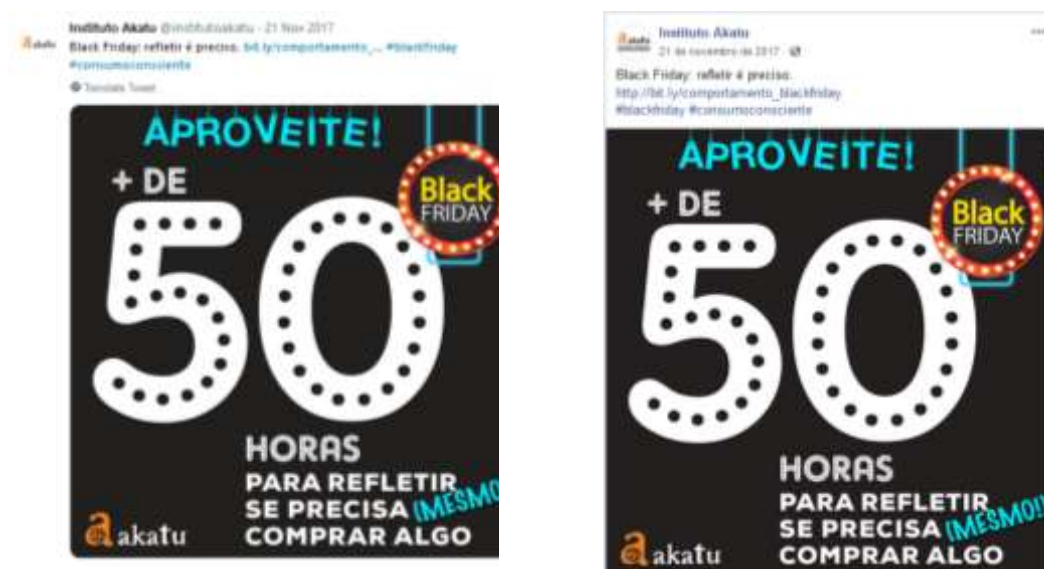 Instituto Akatu @institutoakatu - 21 Nov 2017
Black Friday: refletir é preciso. bit.ly/comportamento_... #blackfriday
#consumoconsciente
Translate Tweet
APROVEITE!
+ DE
50
Black
FRIDAY
HORAS
PARA REFLETIR
SE PRECISA (MESMO
COMPRAR ALGO
akatu
Instituto Akatu
21 de novembro de 2017
Black Friday: refletir é preciso.
http://bit.ly/comportamento_blackfriday
#blackfriday #consumoconsciente
APROVEITE!
+ DE
50
Black
FRIDAY
HORAS
PARA REFLETIR
SE PRECISA (MESMO!)
COMPRAR ALGO
akatu